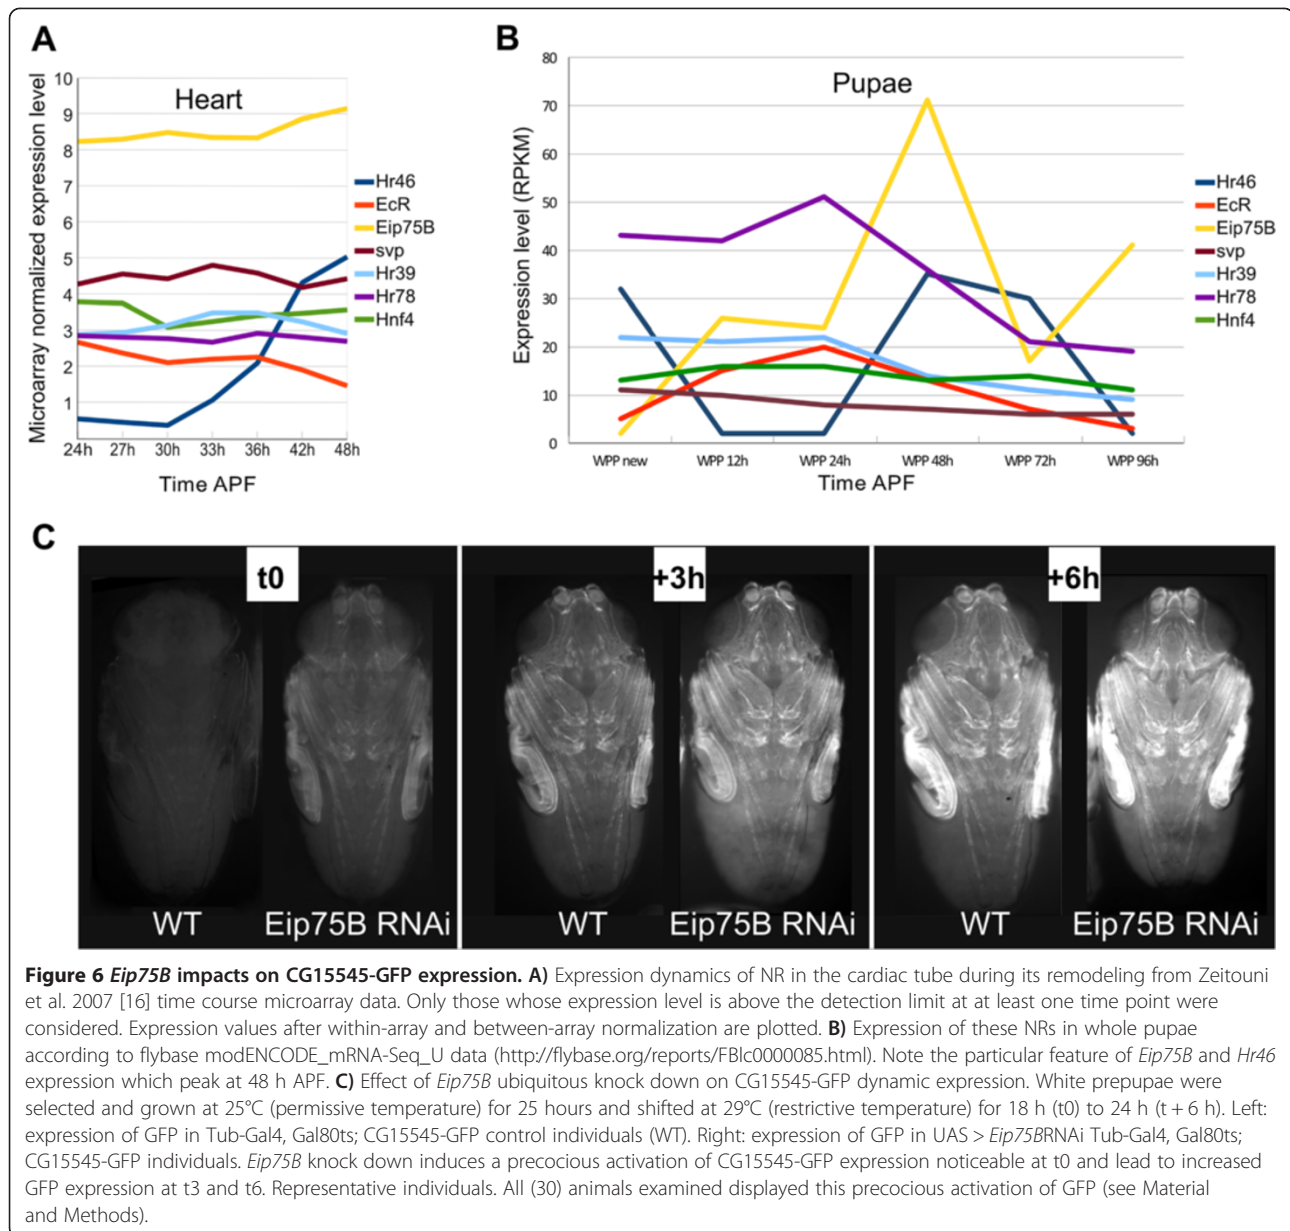 A
Heart
Microarray normalized expression level
10
9
8
7
6
5
4
3
2
1
24h 27h 30h 33h 36h 42h 48h
Time APF
Hr46
EcR
Eip75B
svp
Hr39
Hr78
Hnf4
B
Pupae
Expression level (RPKM)
80
70
60
50
40
30
20
10
0
WPP new WPP 12h WPP 24h WPP 48h WPP 72h WPP 96h
Time APF
Hr46
EcR
Eip75B
svp
Hr39
Hr78
Hnf4
C
t0
WT Eip75B RNAi
+3h
WT Eip75B RNAi
+6h
WT Eip75B RNAi
Figure 6 Eip75B impacts on CG15545-GFP expression. A) Expression dynamics of NR in the cardiac tube during its remodeling from Zeitouni
et al. 2007 [16] time course microarray data. Only those whose expression level is above the detection limit at at least one time point were
considered. Expression values after within-array and between-array normalization are plotted. B) Expression of these NRs in whole pupae
according to flybase modENCODE_mRNA-Seq_U data (http://flybase.org/reports/FBlc0000085.html). Note the particular feature of Eip75B and Hr46
expression which peak at 48 h APF. C) Effect of Eip75B ubiquitous knock down on CG15545-GFP dynamic expression. White prepupae were
selected and grown at 25°C (permissive temperature) for 25 hours and shifted at 29°C (restrictive temperature) for 18 h (t0) to 24 h (t + 6 h). Left:
expression of GFP in Tub-Gal4, Gal80ts; CG15545-GFP control individuals (WT). Right: expression of GFP in UAS > Eip75BRNAi Tub-Gal4, Gal80ts;
CG15545-GFP individuals. Eip75B knock down induces a precocious activation of CG15545-GFP expression noticeable at t0 and lead to increased
GFP expression at t3 and t6. Representative individuals. All (30) animals examined displayed this precocious activation of GFP (see Material
and Methods).